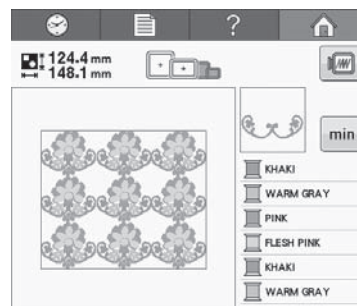 ?
124.4 mm
148.1 mm
min
KHAKI
WARM GRAY
PINK
FLESH PINK
KHAKI
WARM GRAY